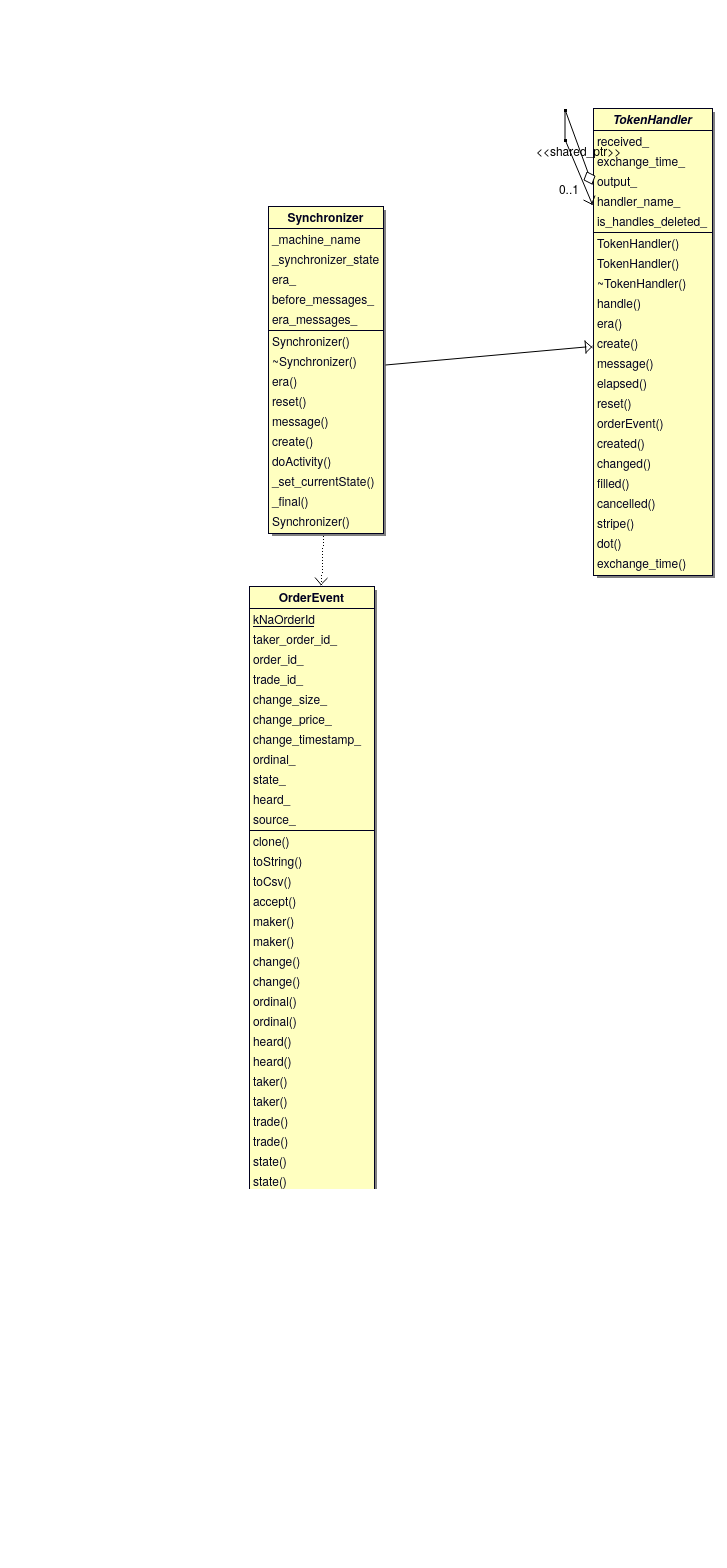 TokenHandler
received_
<<shared_ptr>>
exchange_time_
output_
0..1
handler_name_
is_handles_deleted_
TokenHandler()
TokenHandler()
~TokenHandler()
handle()
era()
create()
message()
elapsed()
reset()
orderEvent()
created()
changed()
filled()
cancelled()
stripe()
dot()
exchange_time()
Synchronizer
_machine_name
_synchronizer_state
era_
before_messages_
era_messages_
Synchronizer()
~Synchronizer()
era()
reset()
message()
create()
doActivity()
_set_currentState()
_final()
Synchronizer()
OrderEvent
kNaOrderId
taker_order_id_
order_id_
trade_id_
change_size_
change_price_
change_timestamp_
ordinal_
state_
heard_
source_
clone()
toString()
toCsv()
accept()
maker()
maker()
change()
change()
ordinal()
ordinal()
heard()
heard()
taker()
taker()
trade()
trade()
state()
state()